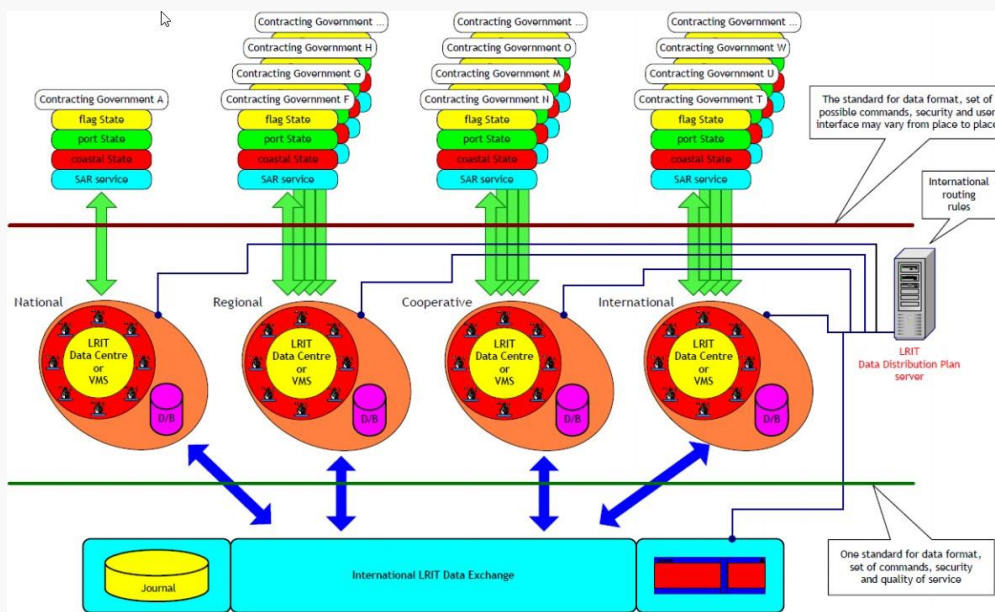 Contracting Government ...
Contracting Government ...
Contracting Government ...
Contracting Government H
Contracting Government O
Contracting Government W
Contracting Government G
Contracting Government M
Contracting Government U
Contracting Government A
Contracting Government F
Contracting Government N
Contracting Government T
flag State
port State
coastal State
SAR service
flag State
port State
coastal State
SAR service
flag State
port State
coastal State
SAR service
flag State
port State
coastal State
SAR service
The standard for data format, set of
possible commands, security and user
interface may vary from place to place
International
routing
rules
National
Regional
Cooperative
International
LRIT
Data Centre
or
VMS
D/B
LRIT
Data Centre
or
VMS
D/B
LRIT
Data Centre
or
VMS
D/B
LRIT
Data Centre
or
VMS
D/B
LRIT
Data Distribution Plan
server
Journal
International LRIT Data Exchange
One standard for data format,
set of commands, security
and quality of service